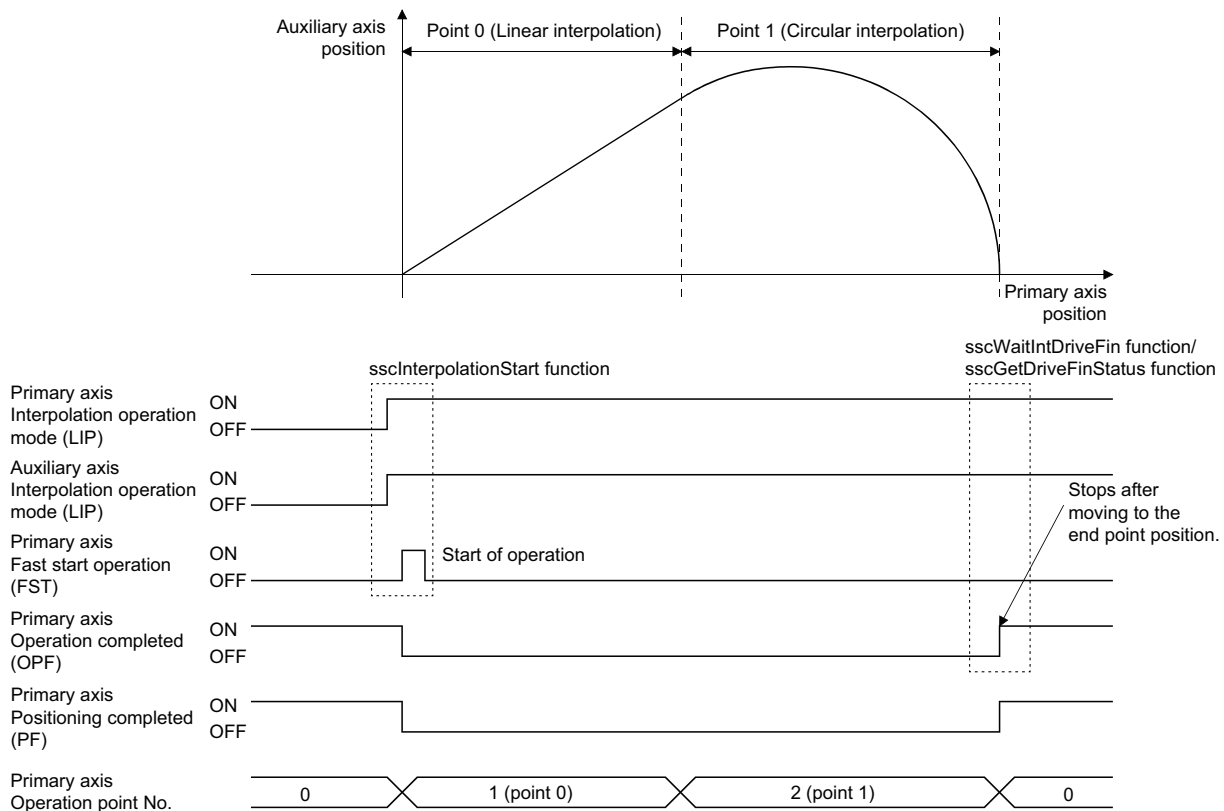 Auxiliary axis
position
Point 0 (Linear interpolation)
Point 1 (Circular interpolation)
Primary axis
position
sscInterpolationStart function
sscWaitIntDriveFin function/
sscGetDriveFinStatus function
Primary axis
Interpolation operation
mode (LIP)
ON
OFF
Auxiliary axis
Interpolation operation
mode (LIP)
ON
OFF
Stops after
moving to the
end point position.
Primary axis
Fast start operation
(FST)
ON
OFF
Start of operation
Primary axis
Operation completed
(OPF)
ON
OFF
Primary axis
Positioning completed
(PF)
ON
OFF
Primary axis
Operation point No.
0
1 (point 0)
2 (point 1)
0